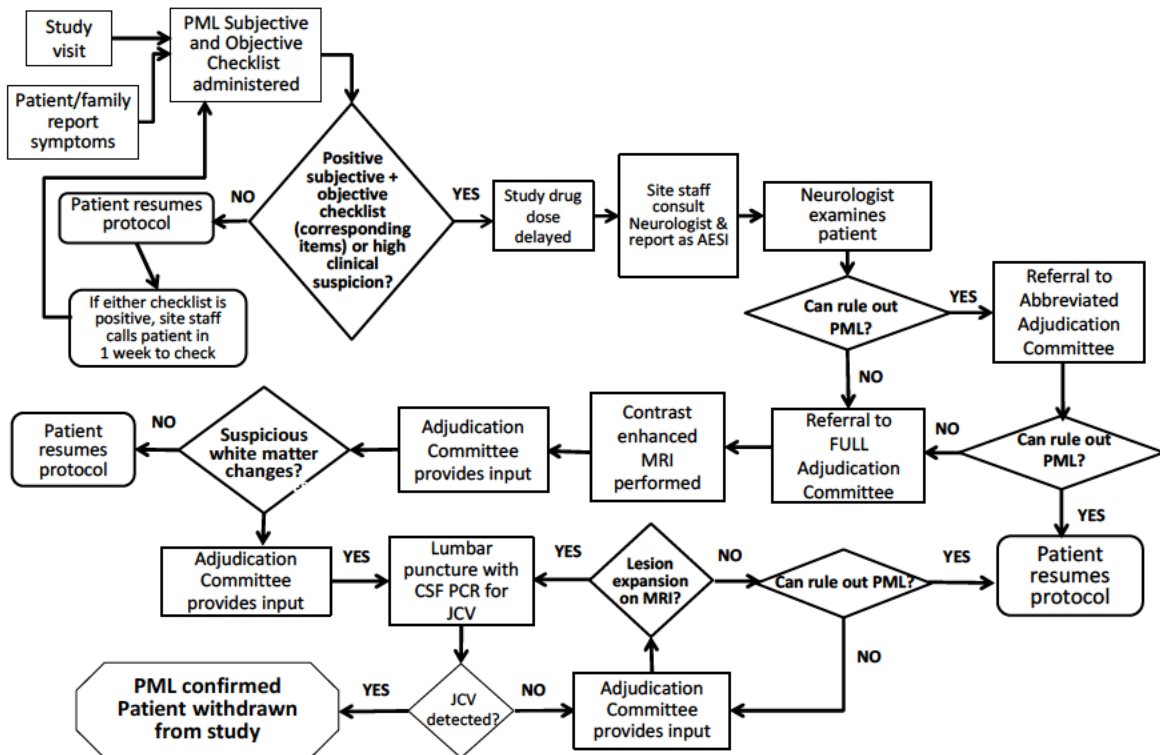 Study
visit
PML Subjective
and Objective
Checklist
administered
Patient/family
report
symptoms
Positive
subjective +
objective
checklist
(corresponding
items) or high
clinical
suspicion?
NO
YES
Patient resumes
protocol
If either checklist is
positive, site staff
calls patient in
1 week to check
Study drug
dose
delayed
Site staff
consult
Neurologist &
report as AESI
Neurologist
examines
patient
Can rule out
PML?
YES
NO
Referral to
Abbreviated
Adjudication
Committee
Can rule out
PML?
NO
YES
Patient
resumes
protocol
Referral to
FULL
Adjudication
Committee
Contrast
enhanced
MRI
performed
Adjudication
Committee
provides input
Suspicious
white matter
changes?
NO
Patient
resumes
protocol
Adjudication
Committee
provides input
YES
Lumbar
puncture with
CSF PCR for
JCV
YES
Lesion
expansion
on MRI?
NO
Can rule out PML?
YES
NO
JCV
detected?
YES
NO
PML confirmed
Patient withdrawn
from study
Adjudication
Committee
provides input